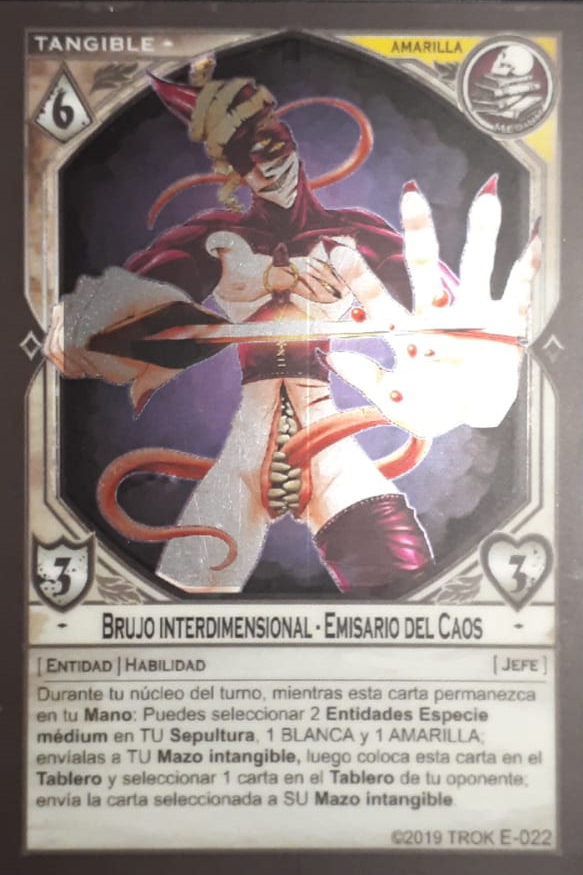 TANGIBLE
AMARILLA
6
MÉDIUM
3
3
BRUJO INTERDIMENSIONAL · EMISARIO DEL CAOS
[ ENTIDAD | HABILIDAD
[ JEFE ]
Durante tu núcleo del turno, mientras esta carta permanezca
en tu Mano: Puedes seleccionar 2 Entidades Especie
médium en TU Sepultura, 1 BLANCA y 1 AMARILLA;
envíalas a TU Mazo intangible, luego coloca esta carta en el
Tablero y seleccionar 1 carta en el Tablero de tu oponente;
envía la carta seleccionada a SU Mazo intangible.
©2019 TROK E-022